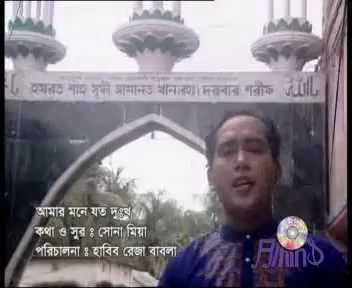 হযরত শাহ সূফী আমানত খান (রহঃ) দরবার শরীফ
আমার মনে যত দুঃখ
কথা ও সুর : সোনা মিয়া
পরিচালনা : হাবিব রেজা বাবলা